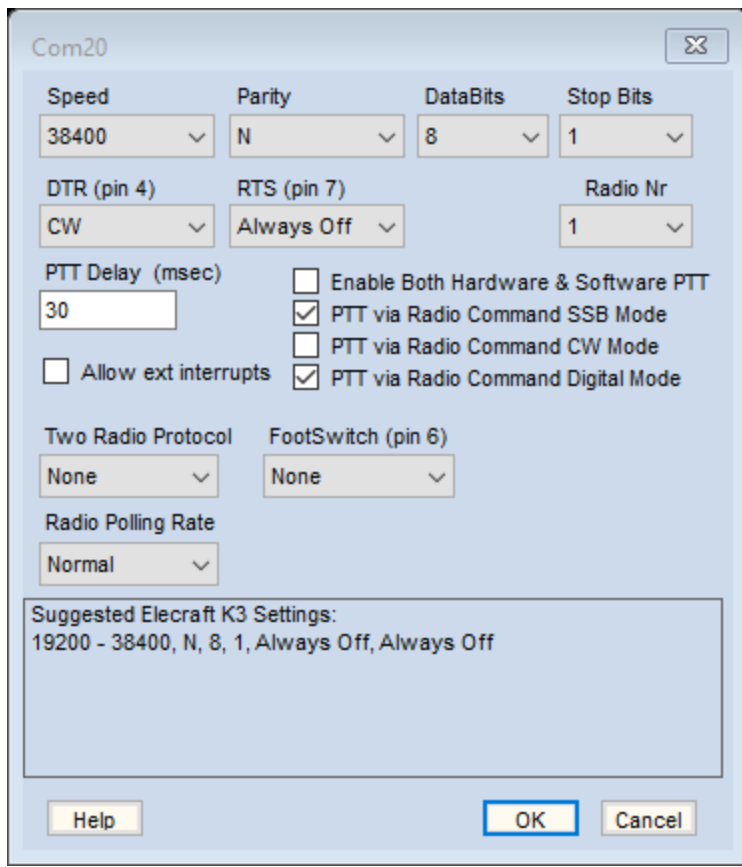 Com20
Speed Parity DataBits Stop Bits
38400 N 8 1
DTR (pin 4) RTS (pin 7) Radio Nr
CW Always Off 1
PTT Delay (msec)
30
Enable Both Hardware & Software PTT
PTT via Radio Command SSB Mode
PTT via Radio Command CW Mode
Allow ext interrupts PTT via Radio Command Digital Mode
Two Radio Protocol FootSwitch (pin 6)
None None
Radio Polling Rate
Normal
Suggested Elecraft K3 Settings:
19200 - 38400, N, 8, 1, Always Off, Always Off
Help OK Cancel